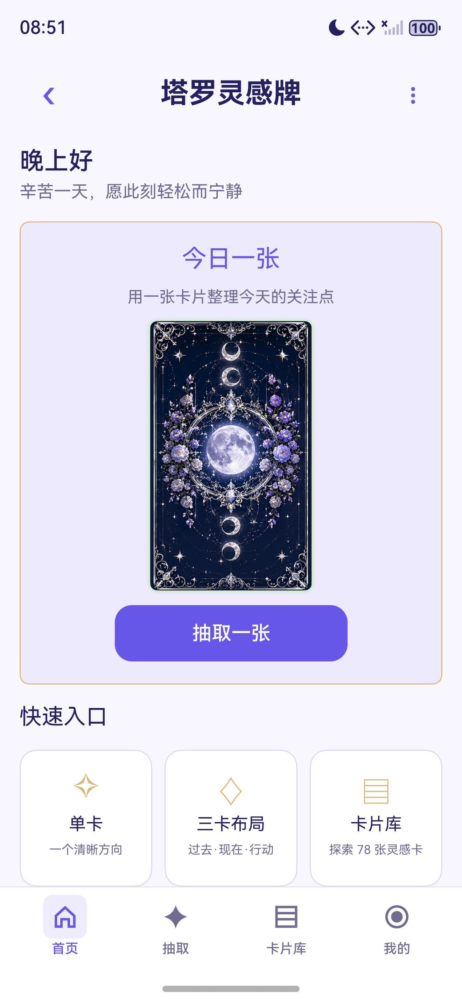 08:51
100
塔罗灵感牌
晚上好
辛苦一天，愿此刻轻松而宁静
今日一张
用一张卡片整理今天的关注点
抽取一张
快速入口
单卡
三卡布局
卡片库
一个清晰方向
过去·现在·行动
探索 78 张灵感卡
首页
抽取
卡片库
我的